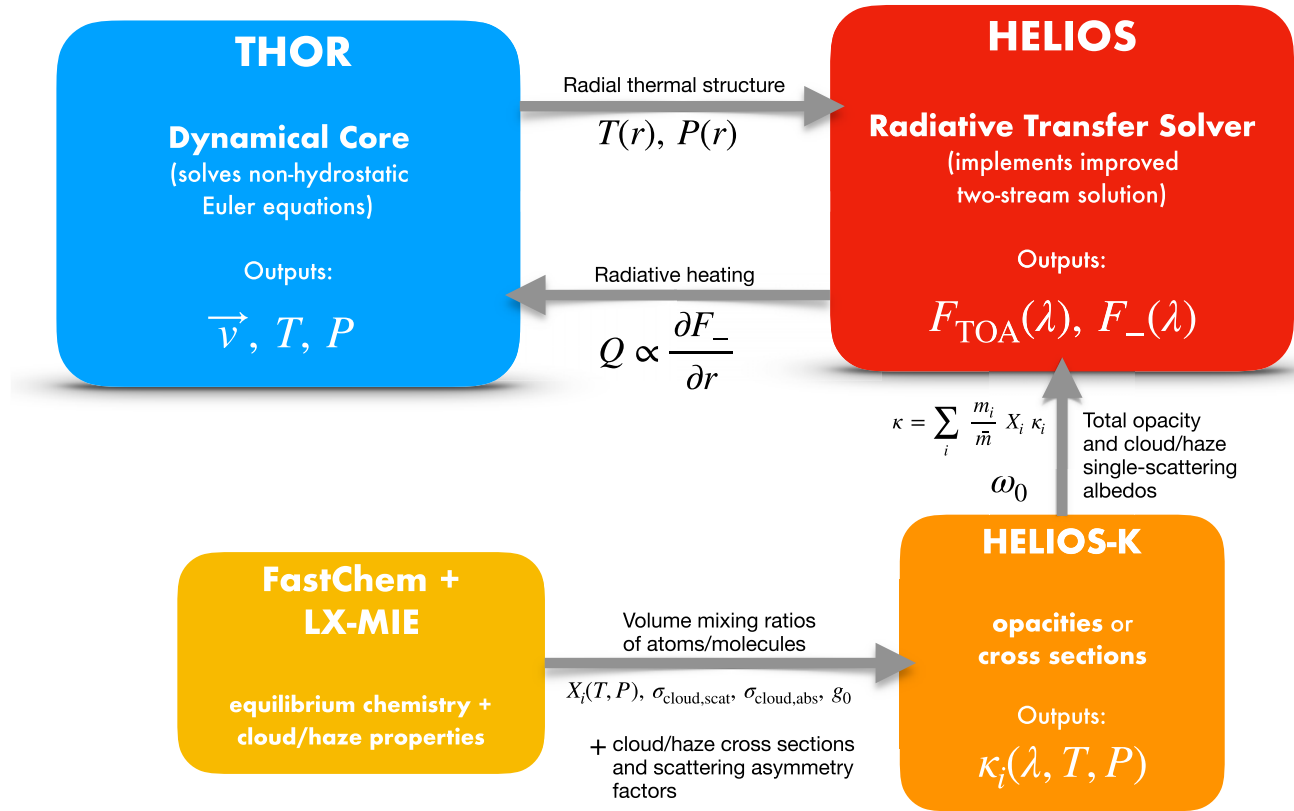 THOR
Dynamical Core
(solves non-hydrostatic
Euler equations)
Outputs:
$\overrightarrow{v}$, T, P
Radial thermal structure
T(r), P(r)
Radiative heating
$Q \propto \frac{\partial F_-}{\partial r}$
HELIOS
Radiative Transfer Solver
(implements improved
two-stream solution)
Outputs:
$F_{\mathrm{TOA}}(\lambda), F_-(\lambda)$
$\kappa = \sum_i \frac{m_i}{\bar{m}} X_i \kappa_i$
$\omega_0$
Total opacity
and cloud/haze
single-scattering
albedos
FastChem +
LX-MIE
equilibrium chemistry +
cloud/haze properties
Volume mixing ratios
of atoms/molecules
$X_i(T, P), \sigma_{\mathrm{cloud,scat}}, \sigma_{\mathrm{cloud,abs}}, g_0$
+ cloud/haze cross sections
and scattering asymmetry
factors
HELIOS-K
opacities or
cross sections
Outputs:
$\kappa_i(\lambda, T, P)$